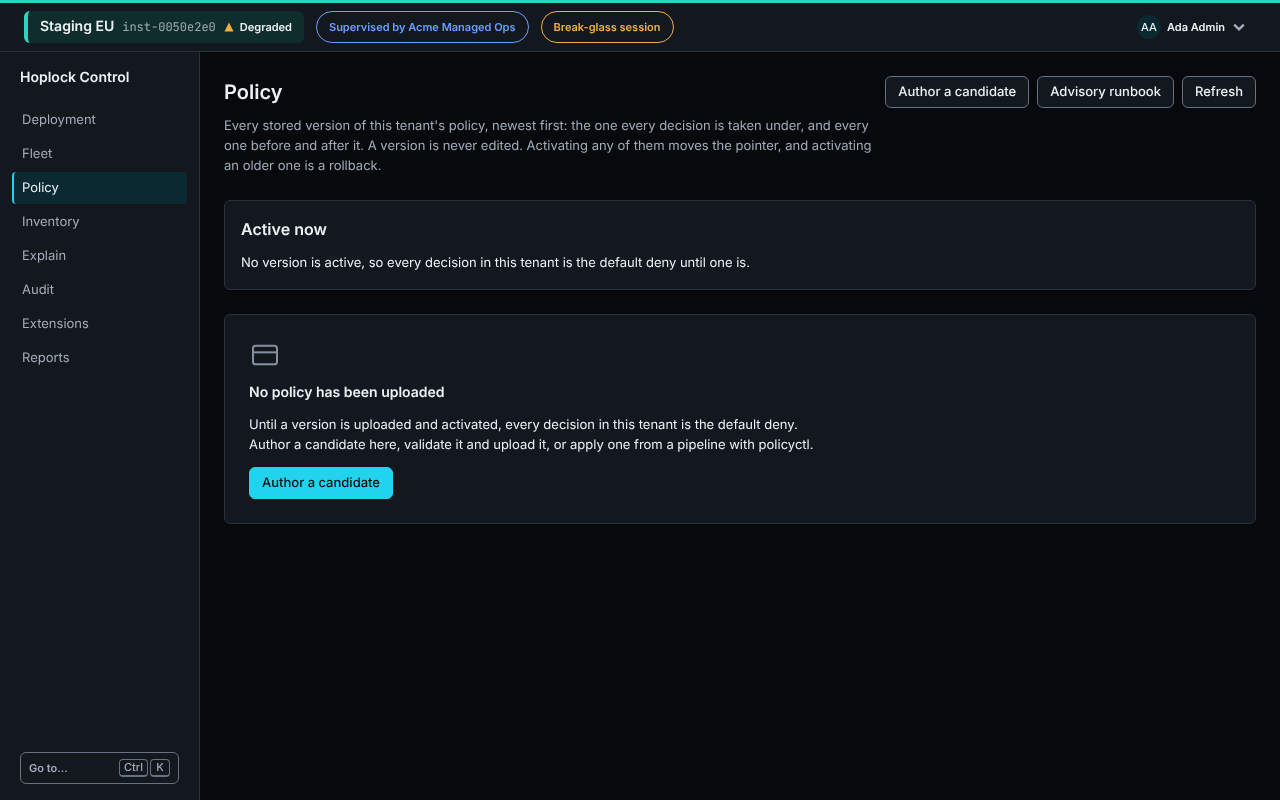 Staging EU inst-0050e2e0 Degraded Supervised by Acme Managed Ops Break-glass session AA Ada Admin
Hoplock Control
Deployment
Fleet
Policy
Inventory
Explain
Audit
Extensions
Reports
Go to... Ctrl K
Policy
Author a candidate Advisory runbook Refresh
Every stored version of this tenant's policy, newest first: the one every decision is taken under, and every
one before and after it. A version is never edited. Activating any of them moves the pointer, and activating
an older one is a rollback.
Active now
No version is active, so every decision in this tenant is the default deny until one is.
No policy has been uploaded
Until a version is uploaded and activated, every decision in this tenant is the default deny.
Author a candidate here, validate it and upload it, or apply one from a pipeline with policyctl.
Author a candidate